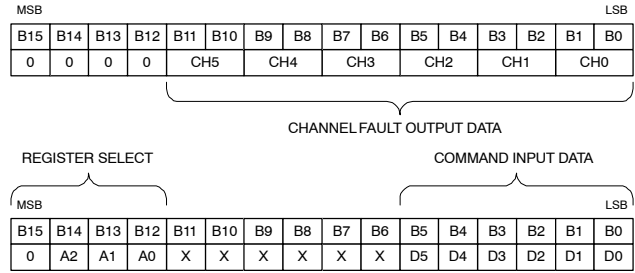 MSB LSB
B15 B14 B13 B12 B11 B10 B9 B8 B7 B6 B5 B4 B3 B2 B1 B0
0 0 0 0 CH5 CH4 CH3 CH2 CH1 CH0
CHANNEL FAULT OUTPUT DATA
REGISTER SELECT COMMAND INPUT DATA
MSB LSB
B15 B14 B13 B12 B11 B10 B9 B8 B7 B6 B5 B4 B3 B2 B1 B0
0 A2 A1 A0 X X X X X X D5 D4 D3 D2 D1 D0